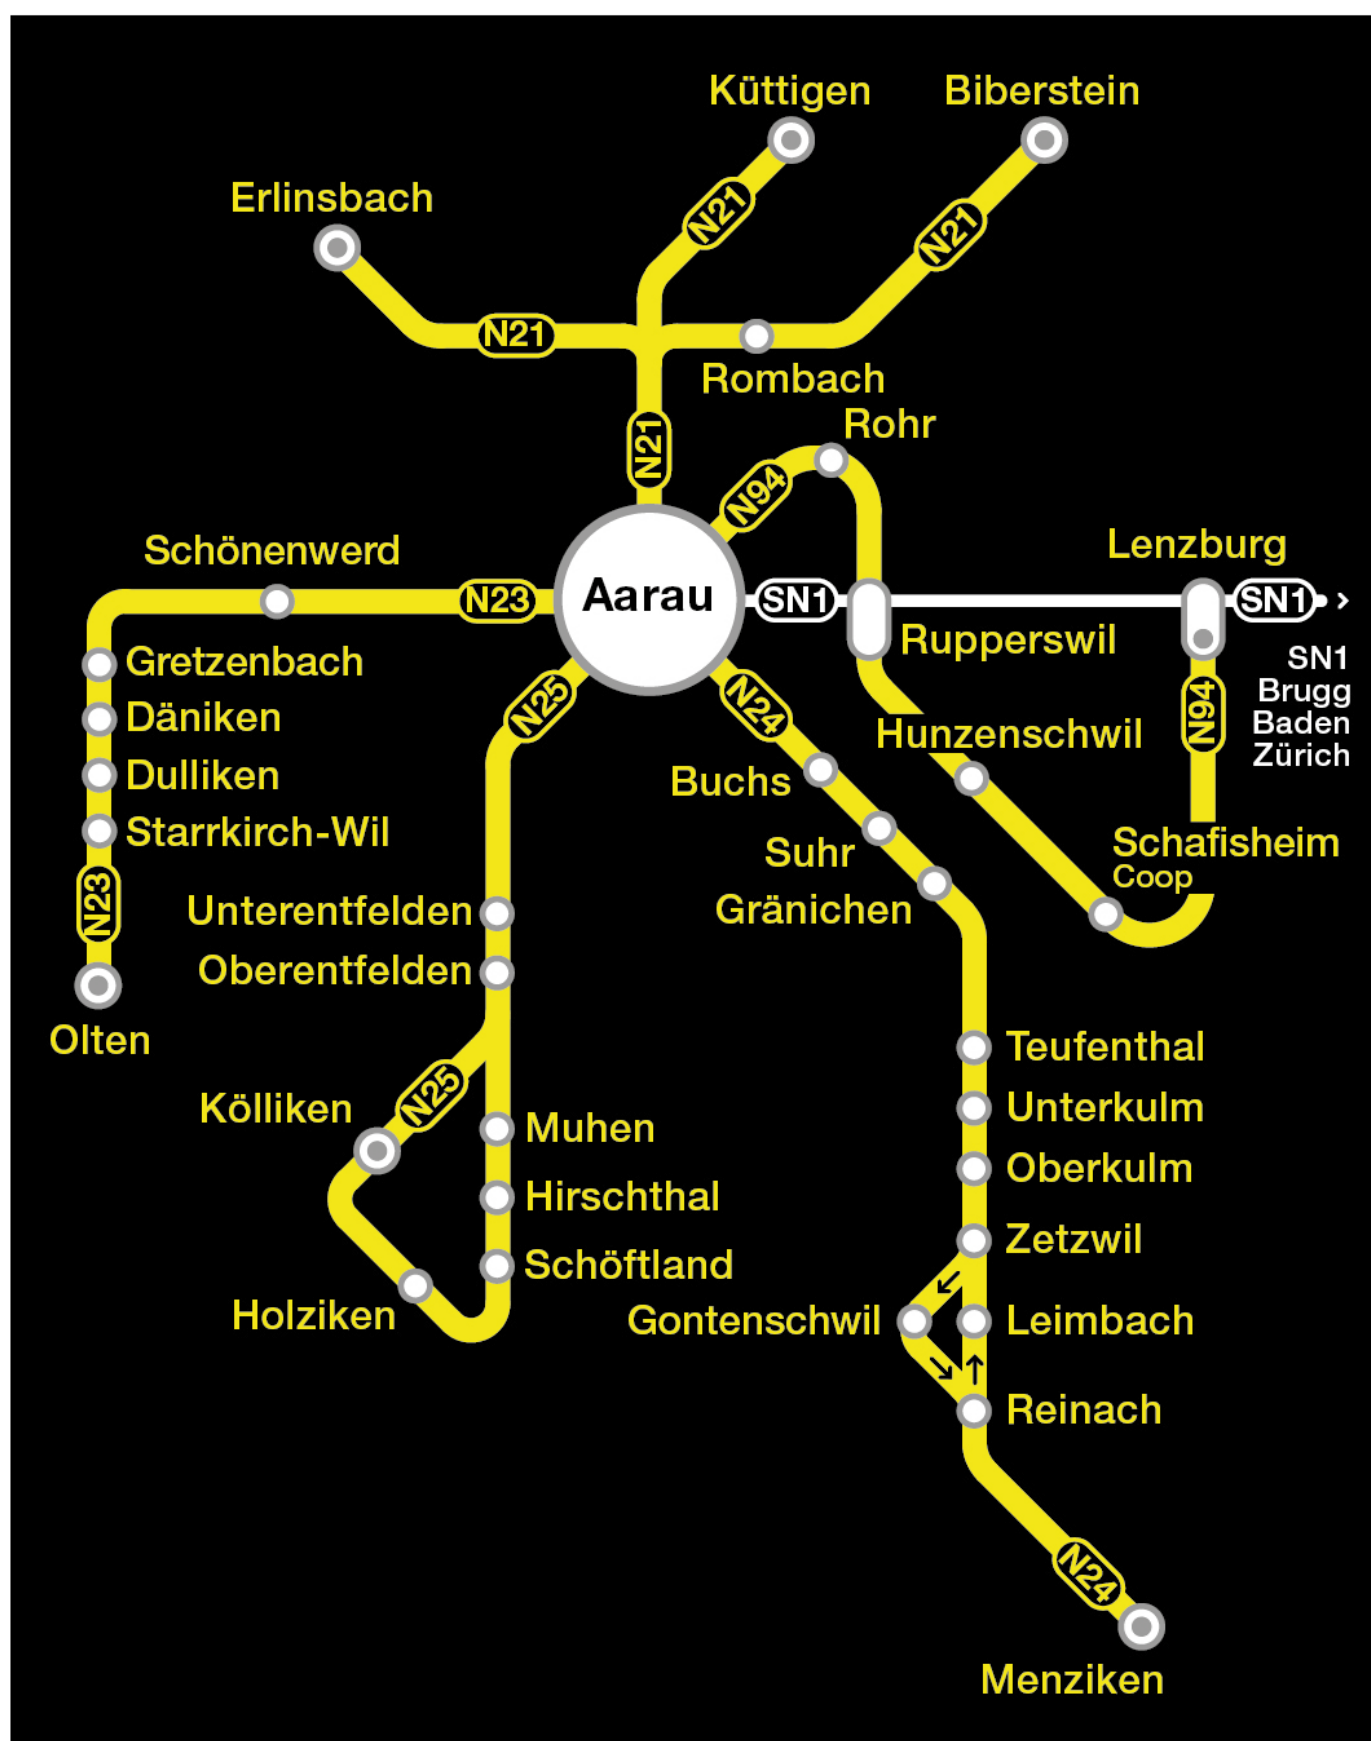 Küttigen
Biberstein
Erlinsbach
N21
N21
N21
Rombach
Rohr
N21
N94
Schönenwerd
Lenzburg
N23
Aarau
SN1
SN1
Rupperswil
SN1
Brugg
Baden
Zürich
Gretzenbach
Däniken
Dulliken
Starrkirch-Wil
N25
N24
N94
Hunzenschwil
Buchs
Suhr
Schafisheim
Coop
Gränichen
N23
Unterentfelden
Oberentfelden
Olten
Teufenthal
Kölliken
N25
Unterkulm
Muhen
Oberkulm
Hirschthal
Zetzwil
Schöftland
Holziken
Gontenschwil
Leimbach
Reinach
N24
Menziken